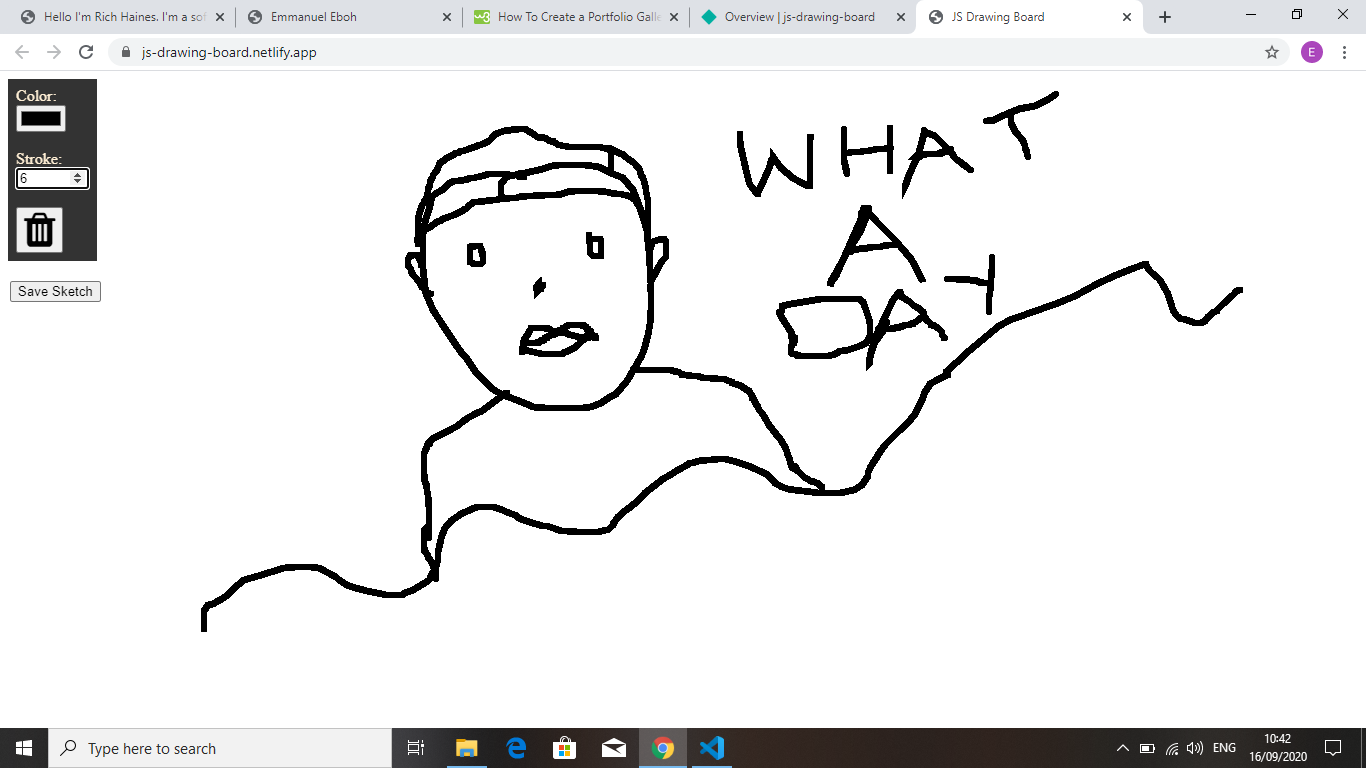 Hello I'm Rich Haines. I'm a sof
Emmanuel Eboh
How To Create a Portfolio Galle
Overview | js-drawing-board
JS Drawing Board
js-drawing-board.netlify.app
E
Color:
Stroke:
6
Save Sketch
WHAT
A
DAY
Type here to search
ENG
10:42
16/09/2020